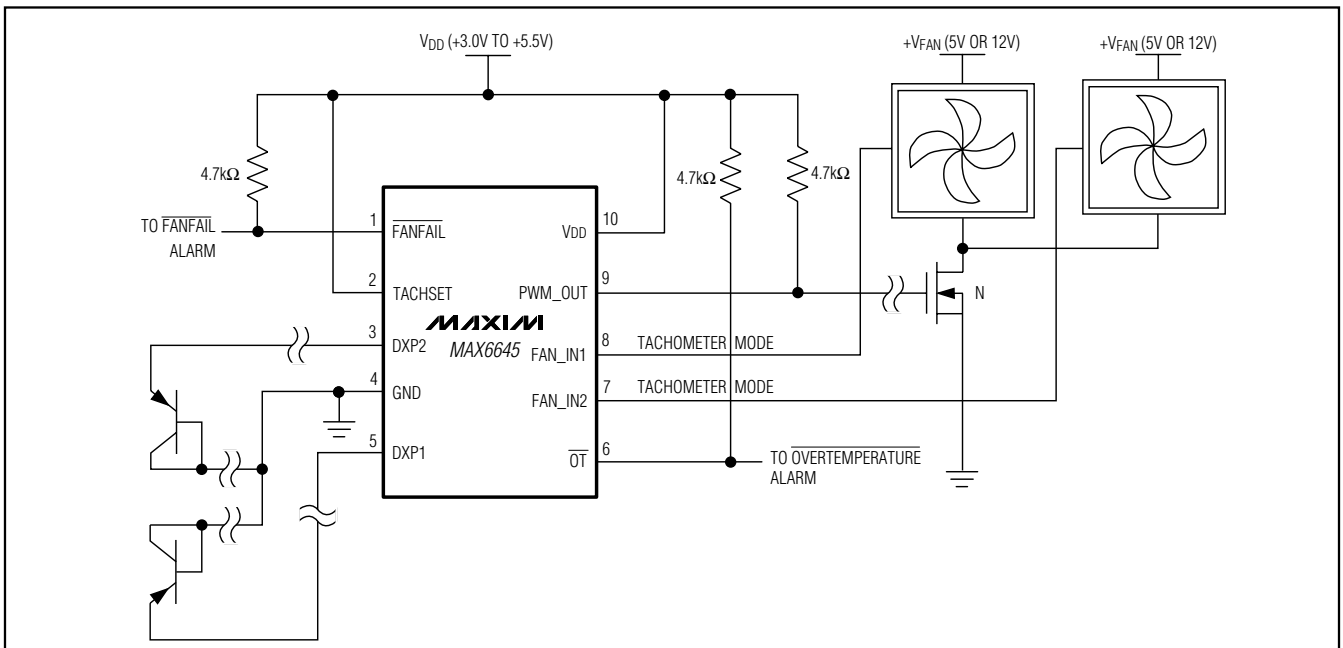 VDD (+3.0V TO +5.5V)
+VFAN (5V OR 12V)
+VFAN (5V OR 12V)
4.7kΩ
4.7kΩ
4.7kΩ
TO FANFAIL
ALARM
1
FANFAIL
2
TACHSET
3
DXP2
4
GND
5
DXP1
MAXIM
MAX6645
10
VDD
9
PWM_OUT
8
FAN_IN1
TACHOMETER MODE
7
FAN_IN2
TACHOMETER MODE
6
OT
TO OVERTEMPERATURE
ALARM
N